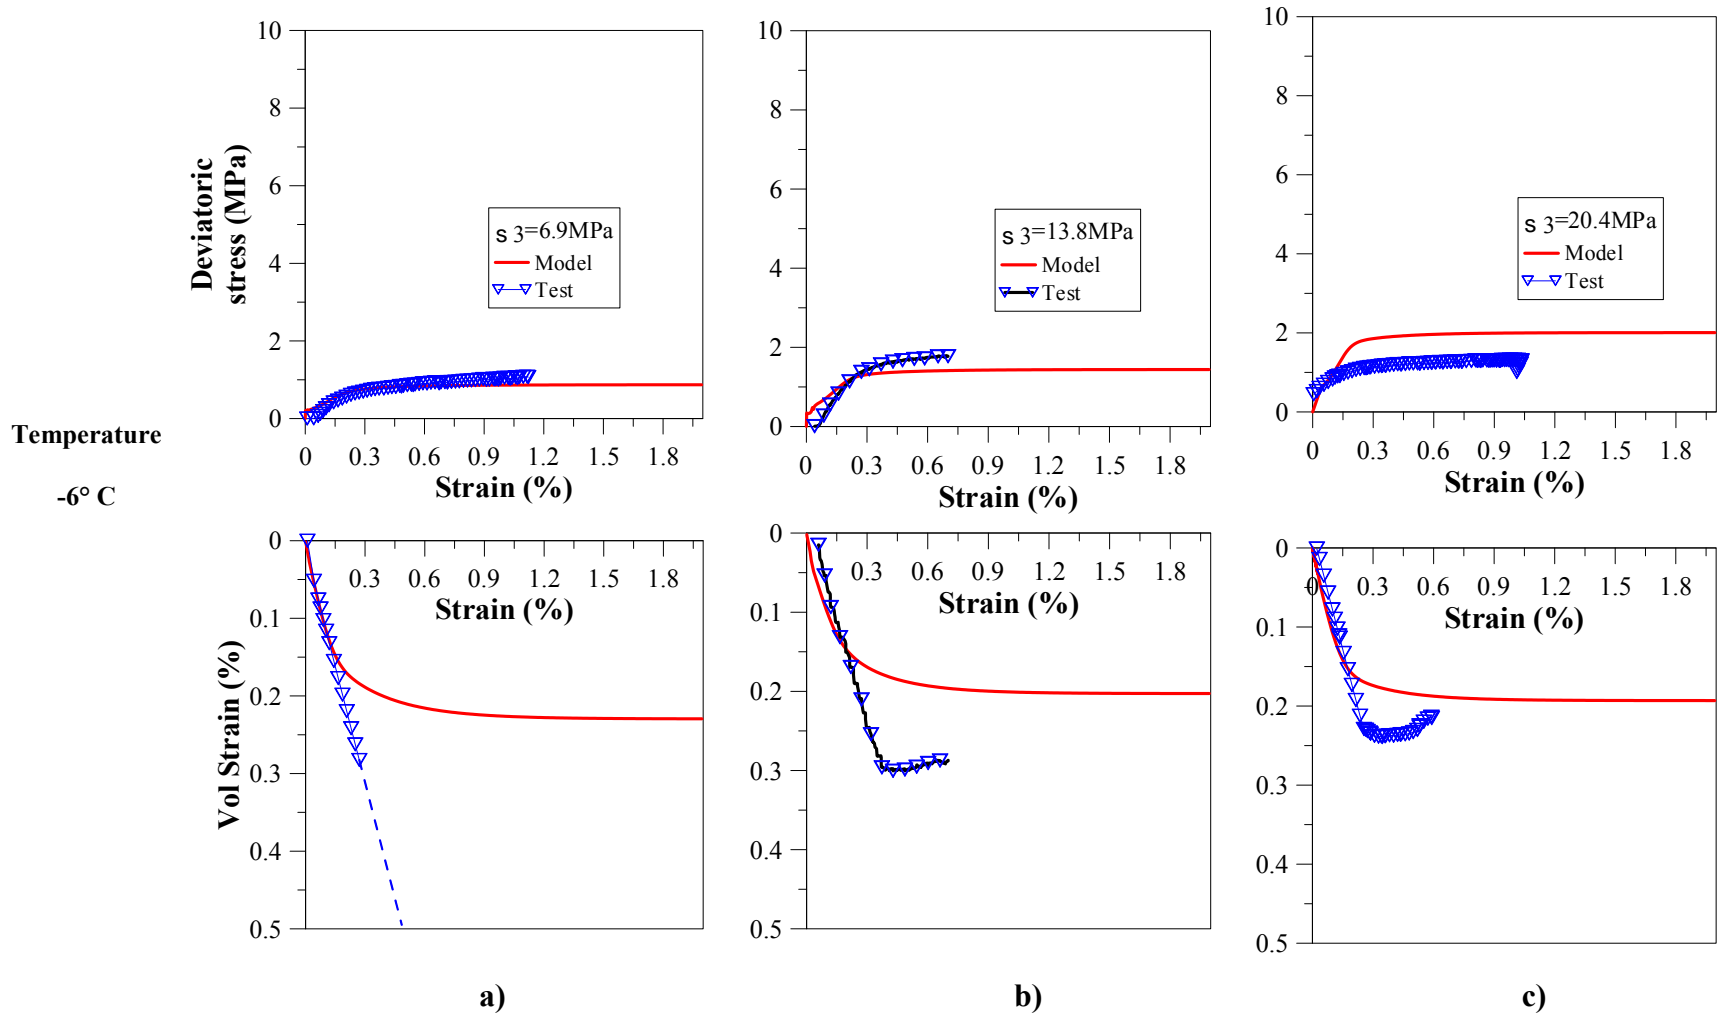 Temperature
-6° C
Deviatoric
stress (MPa)
10
8
6
4
2
0
0 0.3 0.6 0.9 1.2 1.5 1.8
Strain (%)
s 3=6.9MPa
Model
Test
10
8
6
4
2
0
0 0.3 0.6 0.9 1.2 1.5 1.8
Strain (%)
s 3=13.8MPa
Model
Test
10
8
6
4
2
0
0 0.3 0.6 0.9 1.2 1.5 1.8
Strain (%)
s 3=20.4MPa
Model
Test
Vol Strain (%)
0
0.1
0.2
0.3
0.4
0.5
0.3 0.6 0.9 1.2 1.5 1.8
Strain (%)
a)
0
0.1
0.2
0.3
0.4
0.5
0.3 0.6 0.9 1.2 1.5 1.8
Strain (%)
b)
0
0.1
0.2
0.3
0.4
0.5
0 0.3 0.6 0.9 1.2 1.5 1.8
Strain (%)
c)